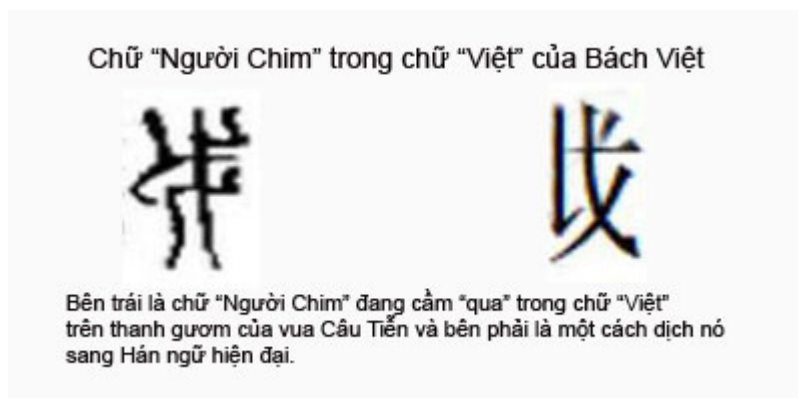 Chữ “Người Chim” trong chữ “Việt” của Bách Việt
Bên trái là chữ “Người Chim” đang cầm “qua” trong chữ “Việt”
trên thanh gươm của vua Câu Tiễn và bên phải là một cách dịch nó
sang Hán ngữ hiện đại.